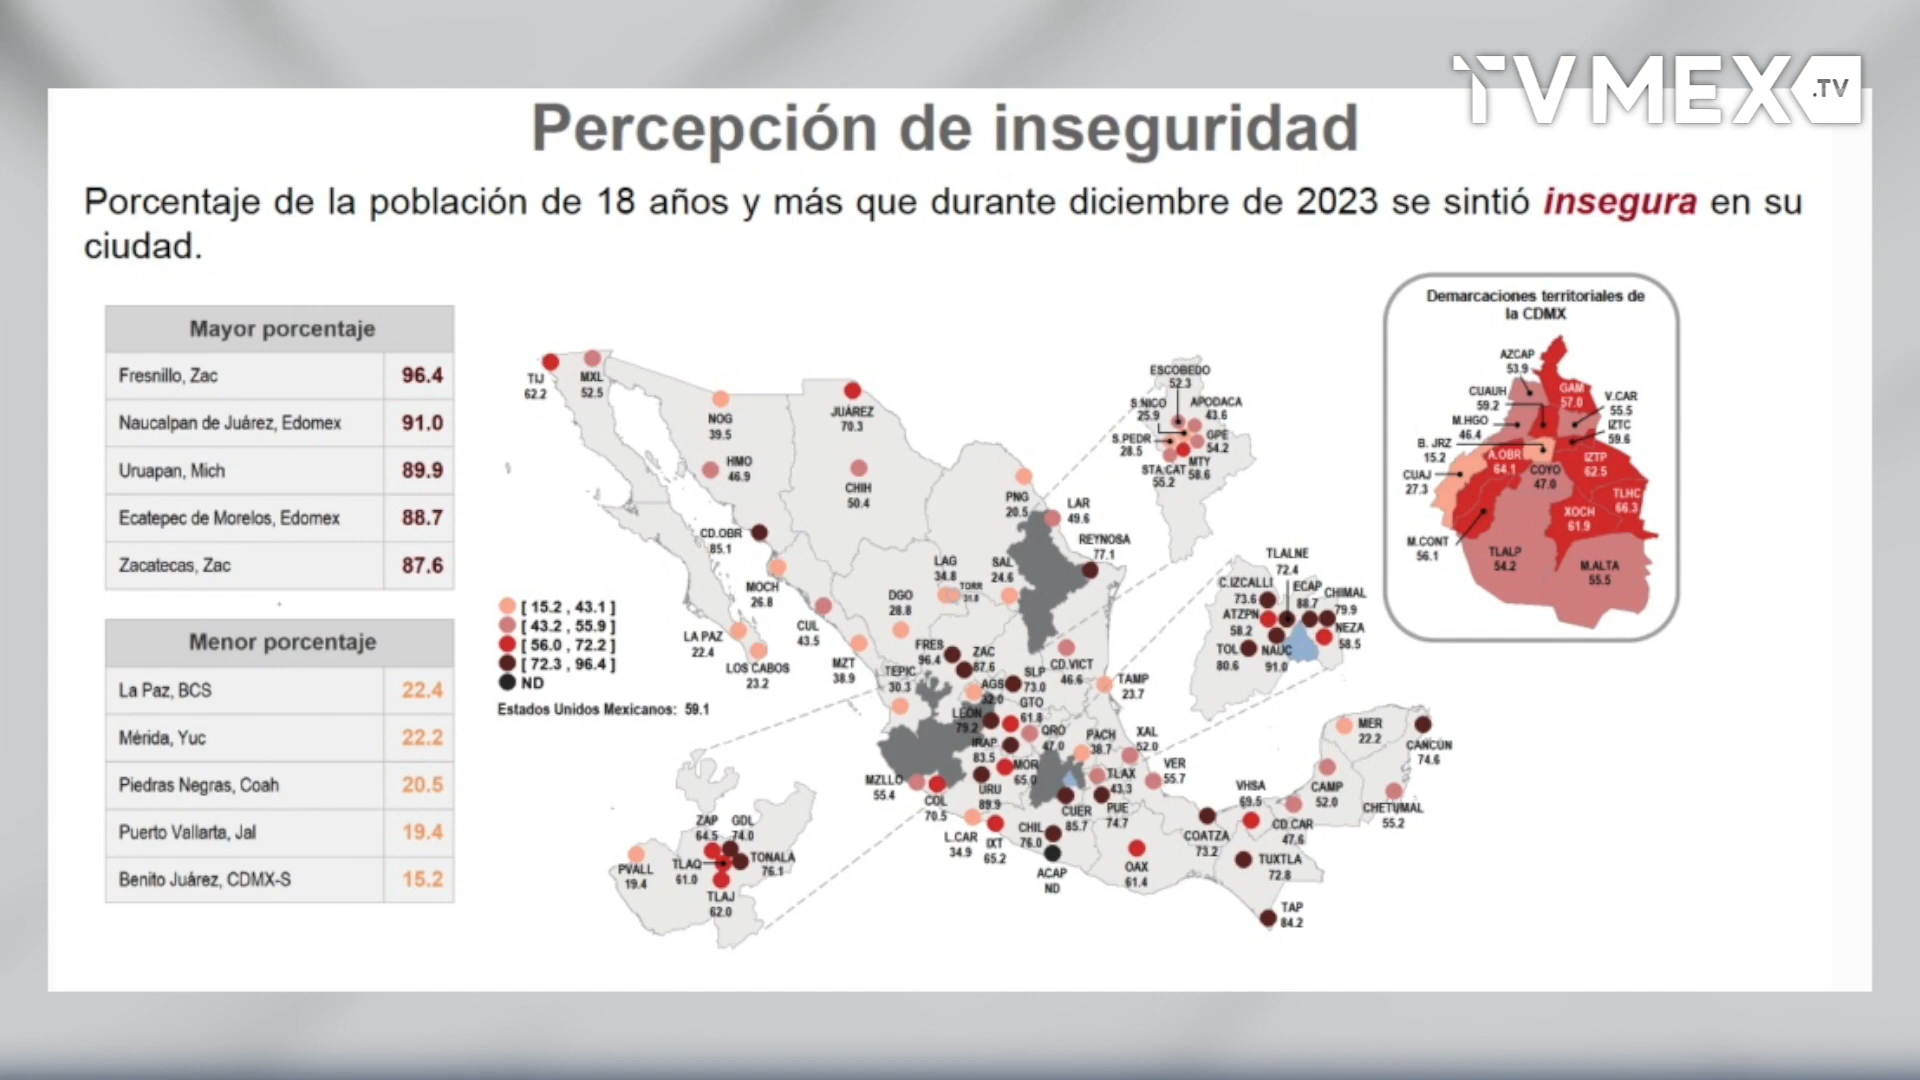 TVMEX.TV
Percepción de inseguridad
Porcentaje de la población de 18 años y más que durante diciembre de 2023 se sintió insegura en su
ciudad.
Mayor porcentaje
Fresnillo, Zac 96.4
Naucalpan de Juárez, Edomex 91.0
Uruapan, Mich 89.9
Ecatepec de Morelos, Edomex 88.7
Zacatecas, Zac 87.6
Menor porcentaje
La Paz, BCS 22.4
Mérida, Yuc 22.2
Piedras Negras, Coah 20.5
Puerto Vallarta, Jal 19.4
Benito Juárez, CDMX-S 15.2
[ 15.2 , 43.1 ]
[ 43.2 , 55.9 ]
[ 56.0 , 72.2 ]
[ 72.3 , 96.4 ]
ND
Estados Unidos Mexicanos: 59.1
TIJ
62.2
MXL
52.5
NOG
39.5
HMO
46.9
JUÁREZ
70.3
CHIH
50.4
CD.OBR
85.1
MOCH
26.8
CUL
43.5
LA PAZ
22.4
LOS CABOS
23.2
MZT
38.9
DGO
28.8
LAG
34.8
TORR
31.8
SAL
24.6
PNG
20.5
LAR
49.6
REYNOSA
77.1
FRES
96.4
ZAC
87.6
TEPIC
30.3
AGS
32.0
SLP
73.0
CD.VICT
46.6
TAMP
23.7
LEÓN
79.2
GTO
61.8
IRAP
83.5
QRO
47.0
PACH
38.7
XAL
52.0
VER
55.7
MZLLO
55.4
COL
70.5
URU
89.9
MOR
65.0
TLAX
43.3
CUER
85.7
PUE
74.7
L.CAR
34.9
IXT
65.2
CHIL
76.0
ACAP
ND
OAX
61.4
COATZA
73.2
VHSA
69.5
CD.CAR
47.6
TUXTLA
72.8
TAP
84.2
CAMP
52.0
MER
22.2
CANCÚN
74.6
CHETUMAL
55.2
ZAP
64.5
GDL
74.0
TLAQ
61.0
TONALA
76.1
TLAJ
62.0
PVALL
19.4
ESCOBEDO
52.3
S.NICO
25.9
APODACA
43.6
S.PEDR
28.5
GPE
54.2
STA.CAT
55.2
MTY
58.6
TLALNE
72.4
C.IZCALLI
73.6
ECAP
88.7
CHIMAL
79.9
ATZPN
58.2
NEZA
58.5
TOL
80.6
NAUC
91.0
Demarcaciones territoriales de
la CDMX
AZCAP
53.9
GAM
57.0
CUAUH
59.2
V.CAR
55.5
M.HGO
46.4
IZTC
59.6
B. JRZ
15.2
A.OBR
64.1
COYO
47.0
IZTP
62.5
CUAJ
27.3
TLHC
66.3
XOCH
61.9
M.CONT
56.1
TLALP
54.2
M.ALTA
55.5